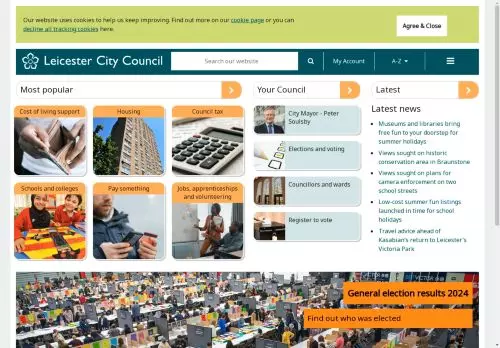 Our website uses cookies to help us keep improving. Find out more on our cookie page or you can
decline all tracking cookies here.
Agree & Close
Leicester City Council
Search our website
My Account
A-Z
Most popular
Cost of living support
Housing
Council tax
Schools and colleges
Pay something
Jobs, apprenticeships
and volunteering
Your Council
City Mayor - Peter
Soulsby
Elections and voting
Councillors and wards
Register to vote
Latest
Latest news
Museums and libraries bring
free fun to your doorstep for
summer holidays
Views sought on historic
conservation area in Braunstone
Views sought on plans for
camera enforcement on two
school streets
Low-cost summer fun listings
launched in time for school
holidays
Travel advice ahead of
Kasabian's return to Leicester's
Victoria Park
General election results 2024
Find out who was elected